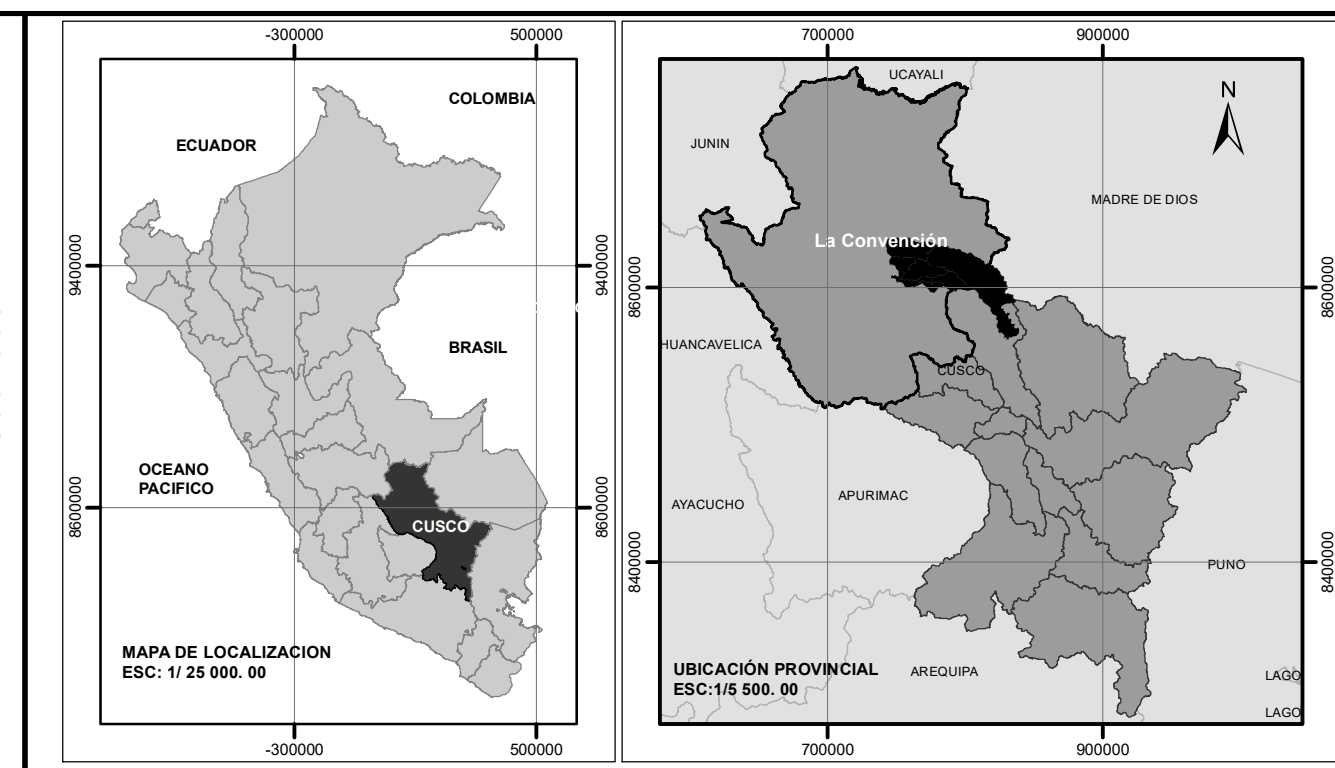 -300000
500000
COLOMBIA
ECUADOR
9400000
9400000
BRASIL
OCEANO
PACIFICO
8600000
8600000
CUSCO
MAPA DE LOCALIZACION
ESC: 1/ 25 000. 00
-300000
500000
700000
900000
UCAYALI
N
JUNIN
MADRE DE DIOS
La Convención
8600000
8600000
HUANCAVELICA
CUSCO
AYACUCHO
APURIMAC
8400000
8400000
PUNO
UBICACIÓN PROVINCIAL
ESC:1/5 500. 00
AREQUIPA
LAGO
LAGO
700000
900000